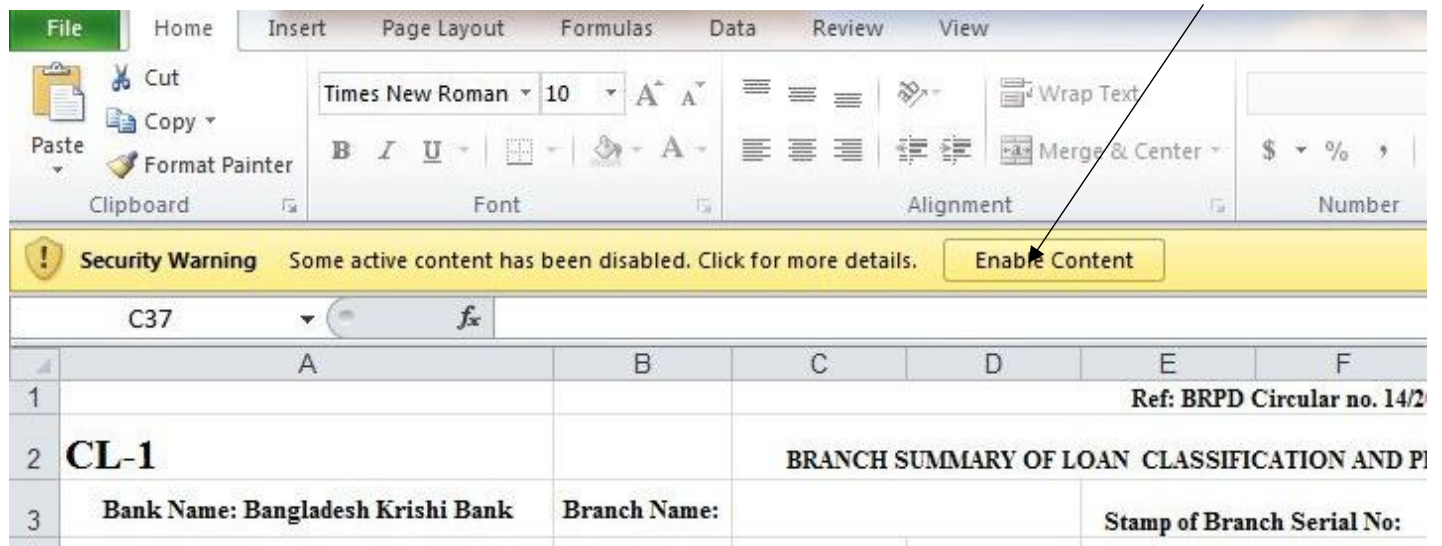 File Home Insert Page Layout Formulas Data Review View
Cut
Times New Roman 10 A A Wrap Text
Copy
Paste
B I U A Merge & Center $ % ,
Format Painter
Clipboard Font Alignment Number
! Security Warning Some active content has been disabled. Click for more details. Enable Content
C37 fx
A B C D E F
1 Ref: BRPD Circular no. 14/2
2 CL-1 BRANCH SUMMARY OF LOAN CLASSIFICATION AND
3 Bank Name: Bangladesh Krishi Bank Branch Name: Stamp of Branch Serial No: